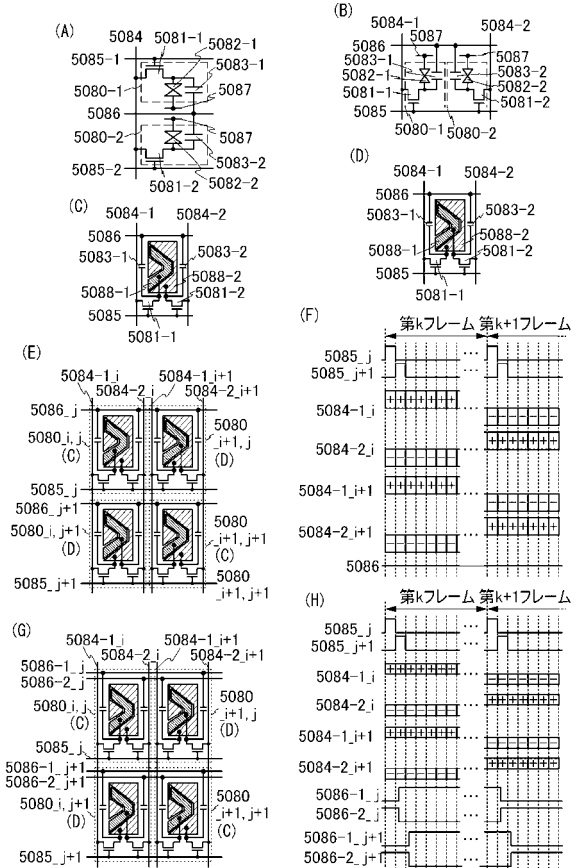 (A)
5084
5081-1
5085-1
5082-1
5083-1
5080-1
5087
5086
5080-2
5087
5083-2
5085-2
5081-2
5082-2
(B)
5084-1
5084-2
5086
5087
5087
5083-1
5083-2
5082-1
5082-2
5081-1
5081-2
5085
5080-1
5080-2
(C)
5084-1
5084-2
5086
5083-1
5083-2
5088-2
5088-1
5081-2
5085
5081-1
(D)
5084-1
5084-2
5086
5083-1
5083-2
5088-2
5088-1
5081-2
5085
5081-1
(E)
5084-1_i
5084-1_i+1
5084-2_i
5084-2_i+1
5086_j
5080_i, j
(C)
5080
_i+1, j
(D)
5085_j
5086_j+1
5080_i, j+1
(D)
5080
_i+1, j+1
(C)
5085_j+1
5080
_i+1, j+1
(F)
第kフレーム
第k+1フレーム
5085_j
5085_j+1
5084-1_i
5084-2_i
5084-1_i+1
5084-2_i+1
5086
(G)
5084-1_i
5084-1_i+1
5084-2_i
5084-2_i+1
5086-1_j
5086-2_j
5080_i, j
(C)
5080
_i+1, j
(D)
5085_j
5086-1_j+1
5086-2_j+1
5080_i, j+1
(D)
5080
_i+1, j+1
(C)
5085_j+1
(H)
第kフレーム
第k+1フレーム
5085_j
5085_j+1
5084-1_i
5084-2_i
5084-1_i+1
5084-2_i+1
5086-1_j
5086-2_j
5086-1_j+1
5086-2_j+1